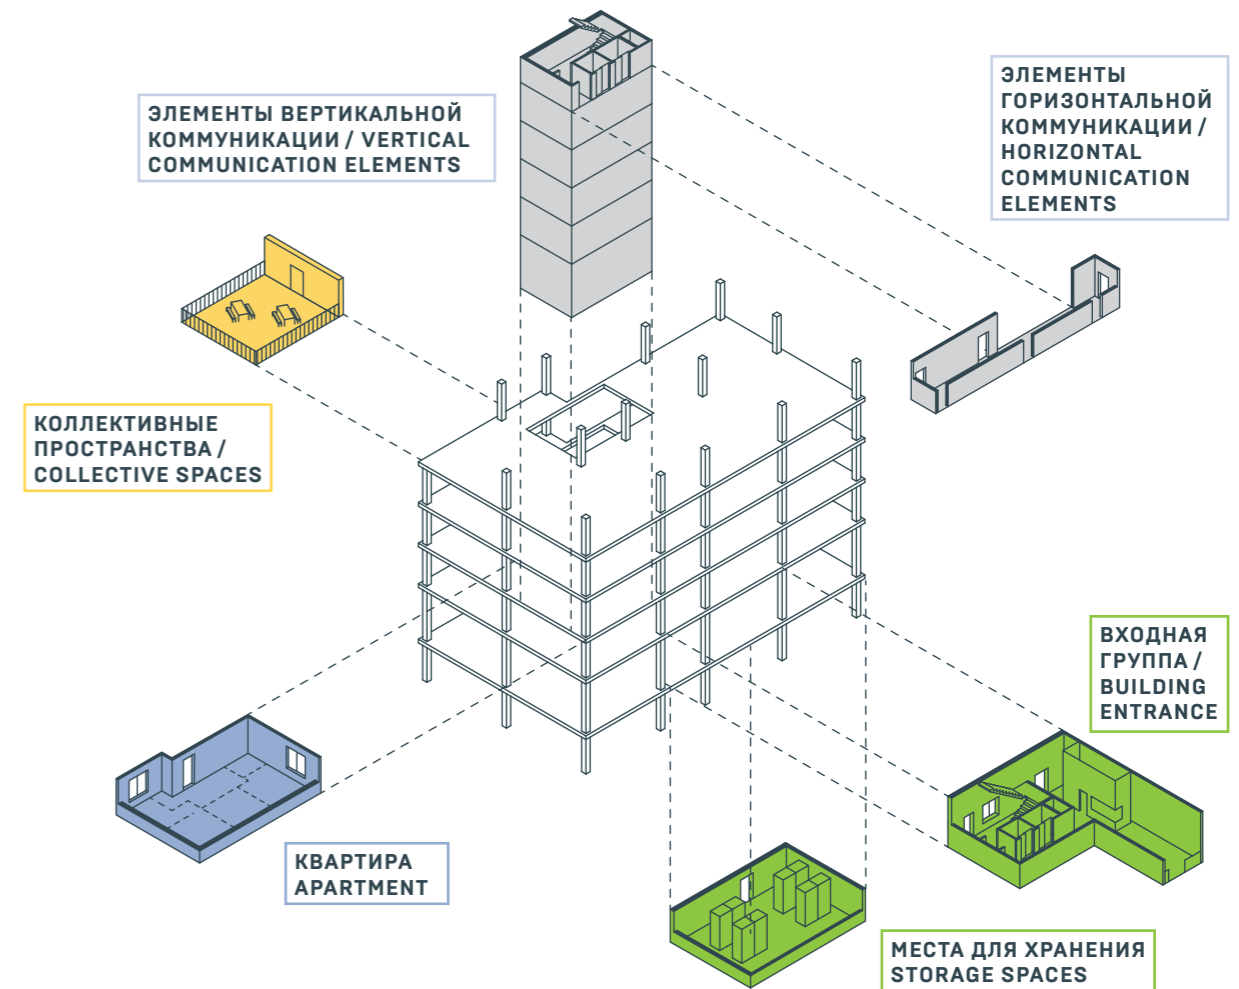 ЭЛЕМЕНТЫ ВЕРТИКАЛЬНОЙ
КОММУНИКАЦИИ / VERTICAL
COMMUNICATION ELEMENTS
ЭЛЕМЕНТЫ
ГОРИЗОНТАЛЬНОЙ
КОММУНИКАЦИИ /
HORIZONTAL
COMMUNICATION
ELEMENTS
КОЛЛЕКТИВНЫЕ
ПРОСТРАНСТВА /
COLLECTIVE SPACES
ВХОДНАЯ
ГРУППА /
BUILDING
ENTRANCE
КВАРТИРА
APARTMENT
МЕСТА ДЛЯ ХРАНЕНИЯ
STORAGE SPACES